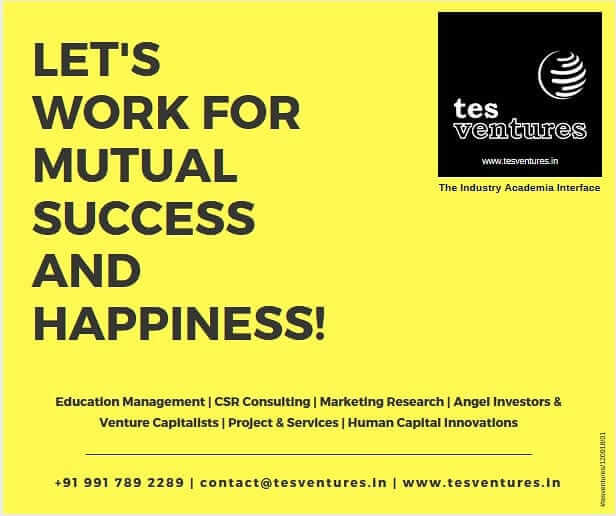 LET'S
WORK FOR
MUTUAL
SUCCESS
AND
HAPPINESS!
tes
ventures
www.tesventures.in
The Industry Academia Interface
Education Management | CSR Consulting | Marketing Research | Angel Investors &
Venture Capitalists | Project & Services | Human Capital Innovations
+91 991 789 2289 | contact@tesventures.in | www.tesventures.in